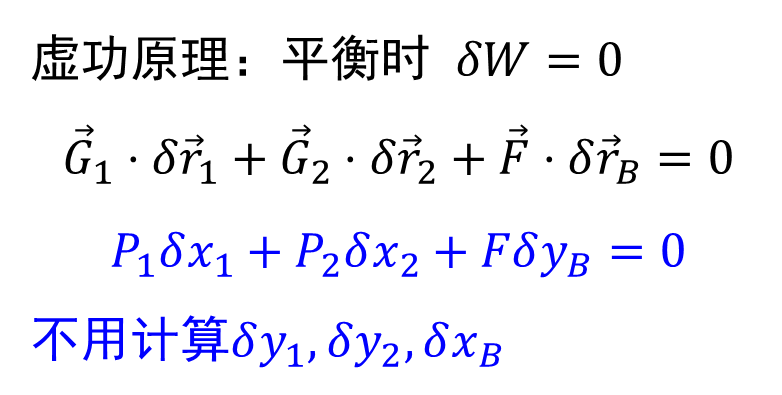 虚功原理：平衡时 δW = 0
G⃗₁ · δr⃗₁ + G⃗₂ · δr⃗₂ + F⃗ · δr⃗_B = 0
P₁δx₁ + P₂δx₂ + Fδy_B = 0
不用计算δy₁, δy₂, δx_B